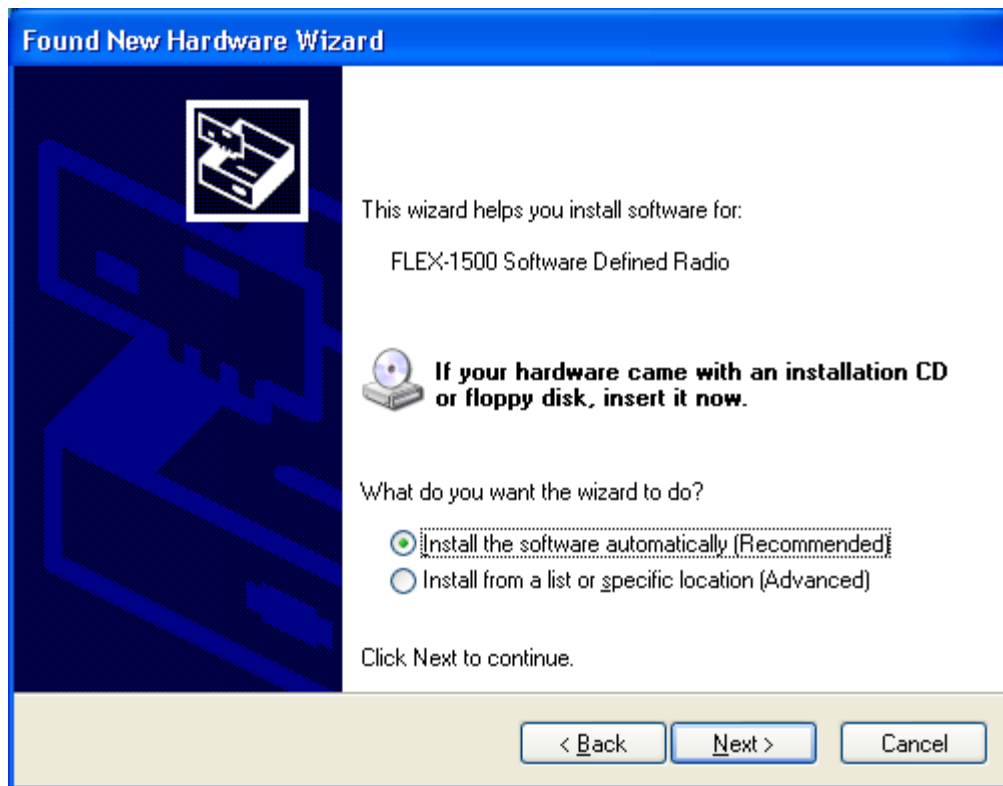 Found New Hardware Wizard
This wizard helps you install software for:
FLEX-1500 Software Defined Radio
If your hardware came with an installation CD
or floppy disk, insert it now.
What do you want the wizard to do?
Install the software automatically (Recommended)
Install from a list or specific location (Advanced)
Click Next to continue.
< Back
Next >
Cancel